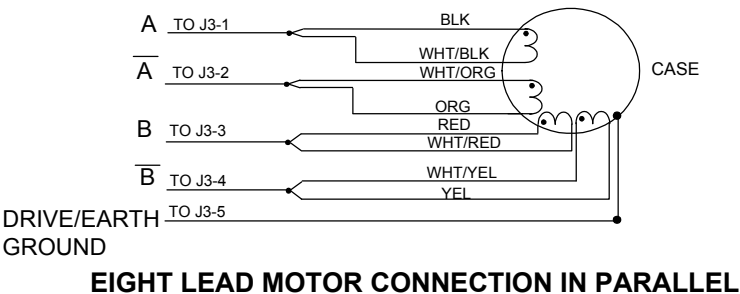 A TO J3-1 BLK
WHT/BLK
A̅ TO J3-2 WHT/ORG
CASE
ORG
B TO J3-3 RED
WHT/RED
B̅ TO J3-4 WHT/YEL
YEL
DRIVE/EARTH TO J3-5
GROUND
EIGHT LEAD MOTOR CONNECTION IN PARALLEL